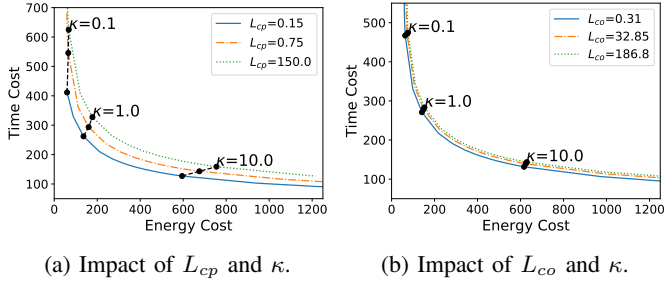 700
600
500
400
300
200
100
0 200 400 600 800 1000 1200
Time Cost
Energy Cost
κ=0.1
κ=1.0
κ=10.0
L_cp=0.15
L_cp=0.75
L_cp=150.0
(a) Impact of L_cp and κ.
500
400
300
200
100
0 200 400 600 800 1000 1200
Time Cost
Energy Cost
κ=0.1
κ=1.0
κ=10.0
L_co=0.31
L_co=32.85
L_co=186.8
(b) Impact of L_co and κ.